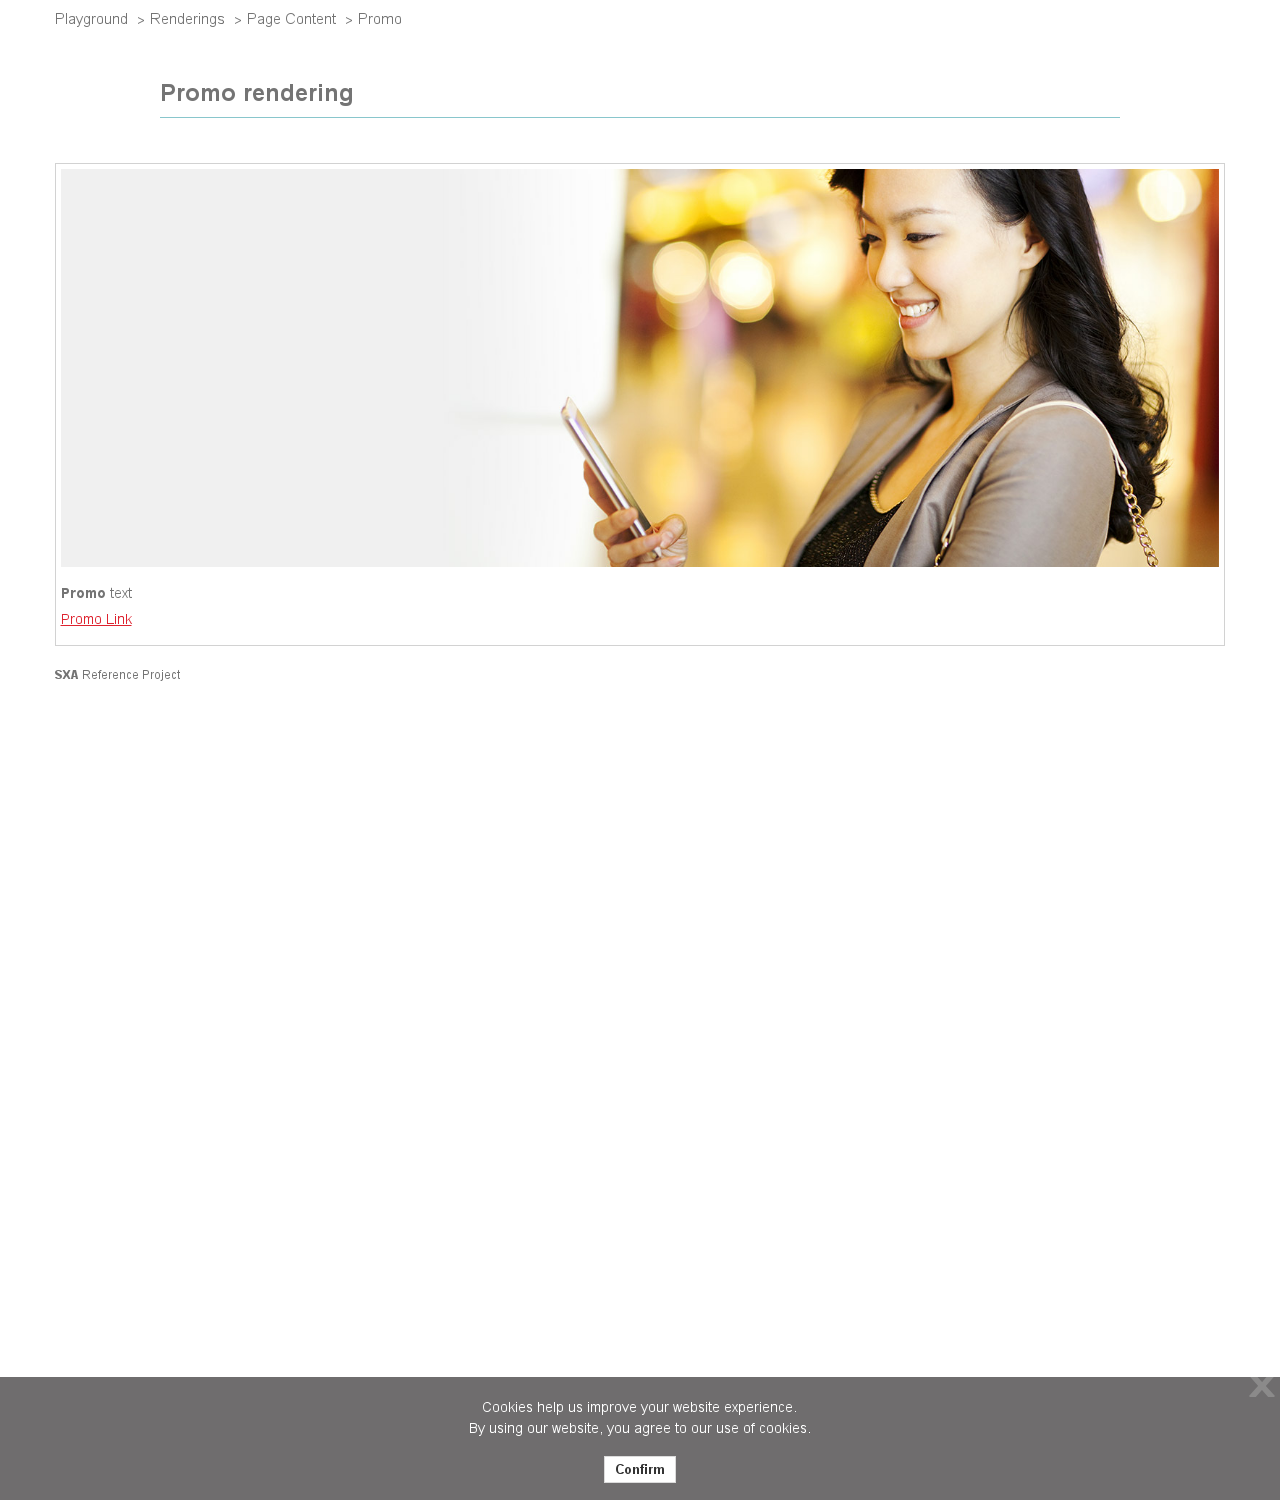 Playground > Renderings > Page Content > Promo
Promo rendering
Promo text
Promo Link
SXA Reference Project
Cookies help us improve your website experience.
By using our website, you agree to our use of cookies.
Confirm